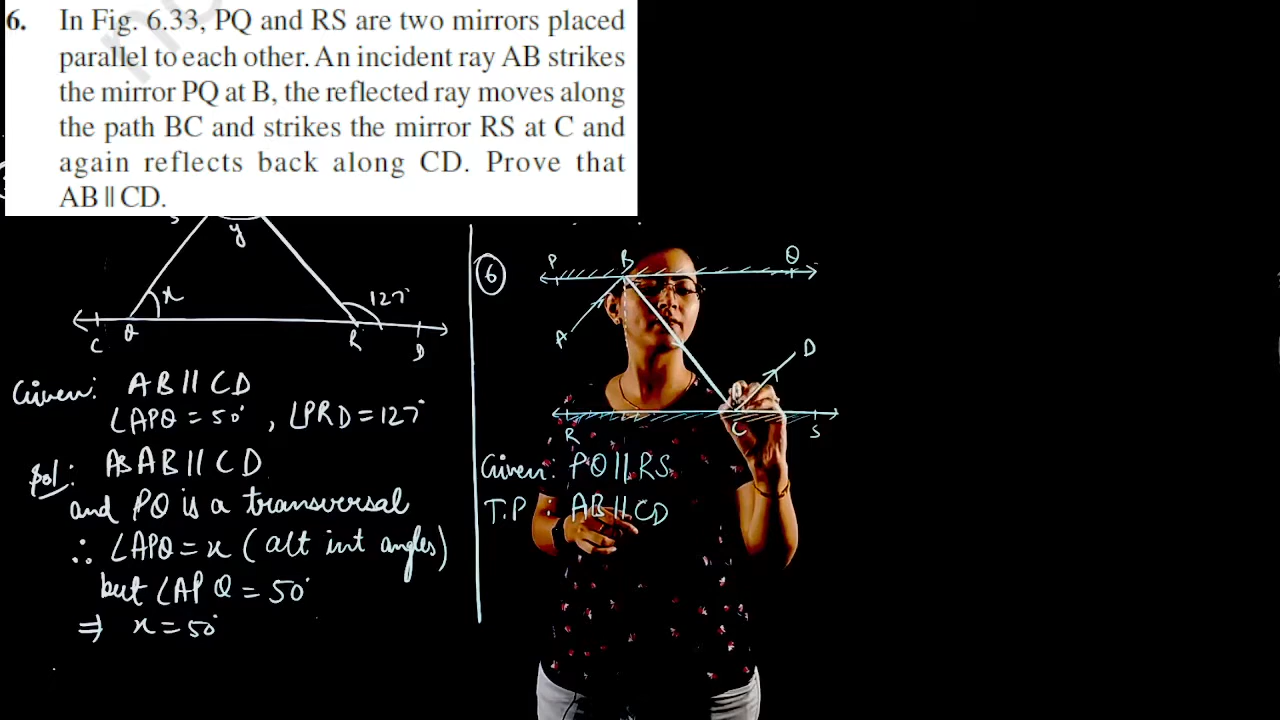 6. In Fig. 6.33, PQ and RS are two mirrors placed
parallel to each other. An incident ray AB strikes
the mirror PQ at B, the reflected ray moves along
the path BC and strikes the mirror RS at C and
again reflects back along CD. Prove that
AB || CD.
y
x
127°
C Q R D
Given: AB || CD
∠APQ = 50°, ∠PRD = 127°
Sol: As AB || CD
and PQ is a transversal
∴ ∠APQ = x (alt int angles)
but ∠APQ = 50°
⇒ x = 50°
6
P B Q
A D
R C S
Given: PQ || RS
T.P : AB || CD